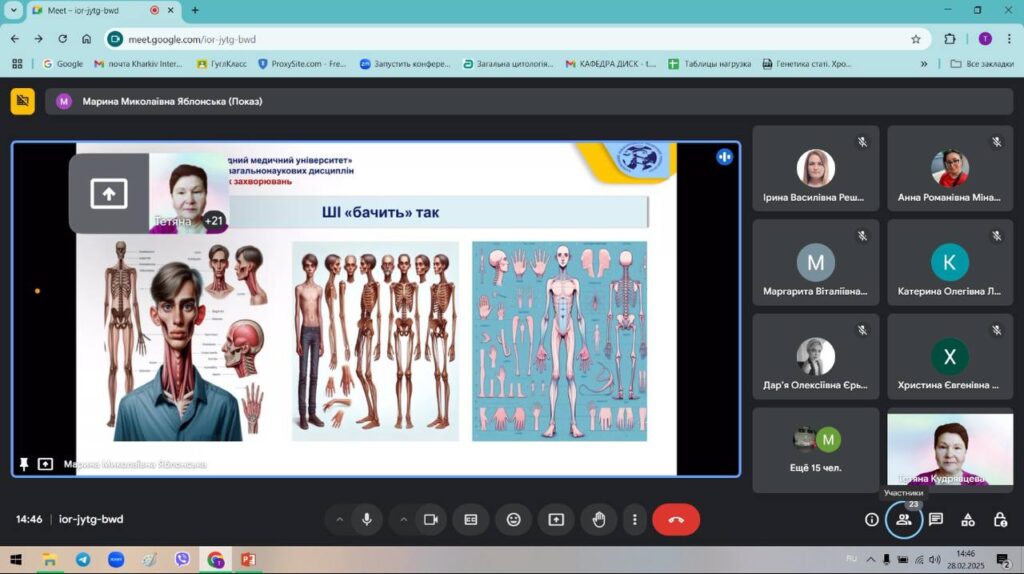 Meet – ior-jytg-bwd
meet.google.com/ior-jytg-bwd
Google
почта Kharkiv Inter...
ГуглКласс
ProxySite.com - Fre...
Запустить конфере...
Загальна цитологія...
КАФЕДРА ДИСК - t....
Таблицы нагрузка
Генетика статі. Хро...
»
Все закладки
M
Марина Миколаївна Яблонська (Показ)
дний медичний університет»
загальнонаукових дисциплін
х захворювань
Тетяна
+21
ШІ «бачить» так
Марина Миколаївна Яблонська
Ірина Василівна Реш...
Анна Романівна Міна...
М
Маргарита Віталіївна...
К
Катерина Олегівна Л...
Дар'я Олексіївна Єрь...
Х
Христина Євгенівна ...
М
Ещё 15 чел.
Тетяна Кудрявцева
Участники
23
14:46
ior-jytg-bwd
RU
14:46
28.02.2025
2